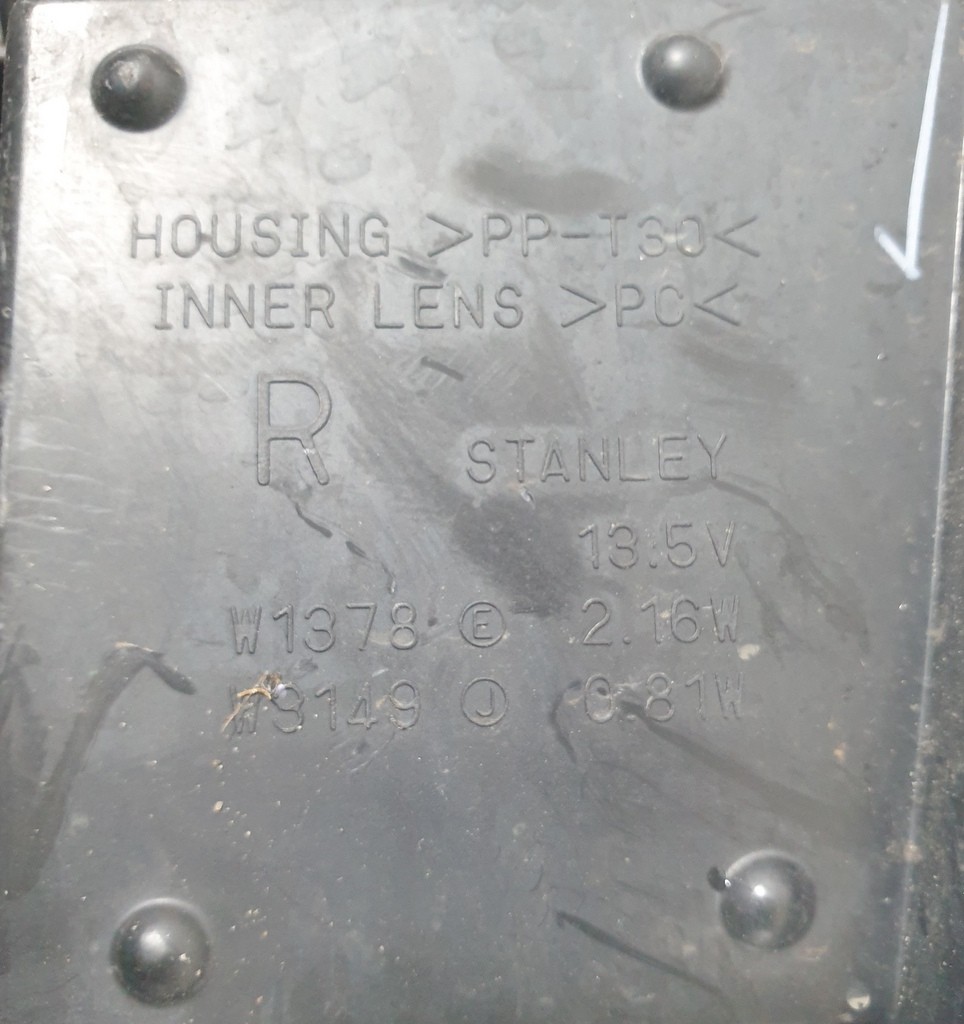 HOUSING >PP-T30<
INNER LENS >PC<
R STANLEY
13.5V
W1378 Ⓔ 2.16W
W3149 Ⓙ 0.81W